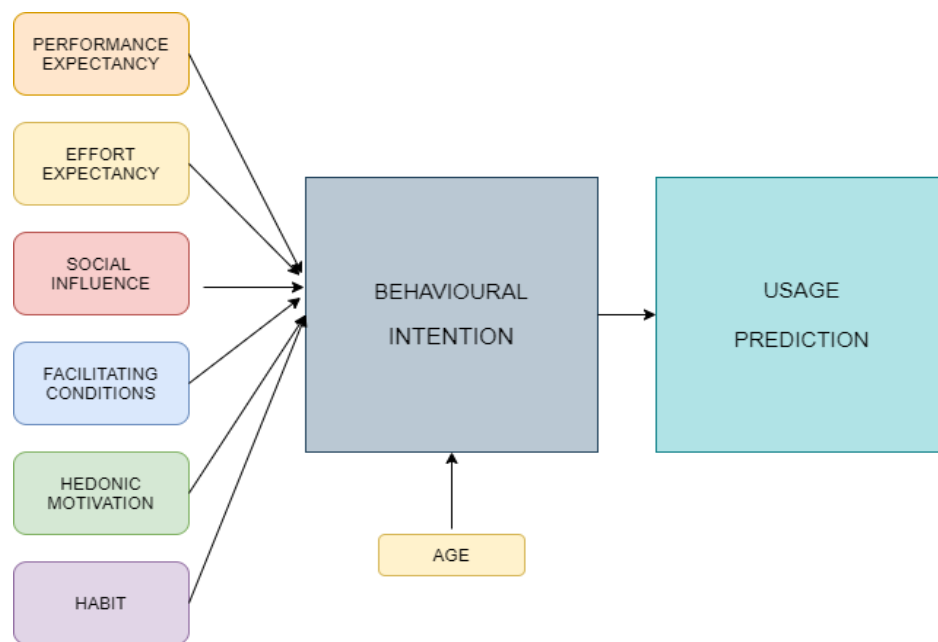 PERFORMANCE
EXPECTANCY
EFFORT
EXPECTANCY
SOCIAL
INFLUENCE
FACILITATING
CONDITIONS
HEDONIC
MOTIVATION
HABIT
BEHAVIOURAL
INTENTION
AGE
USAGE
PREDICTION